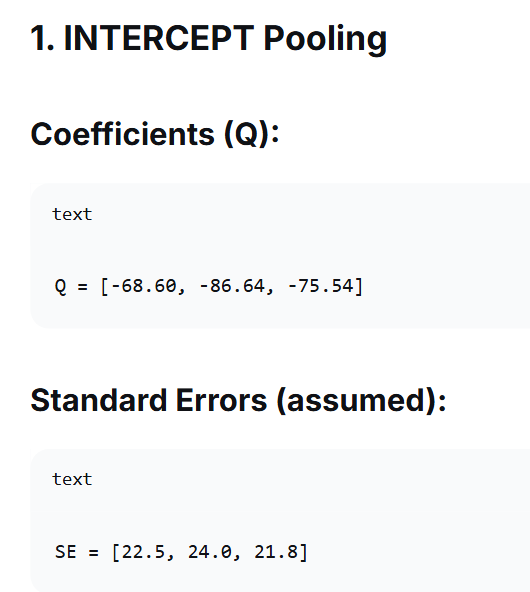 1. INTERCEPT Pooling
Coefficients (Q):
text
Q = [-68.60, -86.64, -75.54]
Standard Errors (assumed):
text
SE = [22.5, 24.0, 21.8]